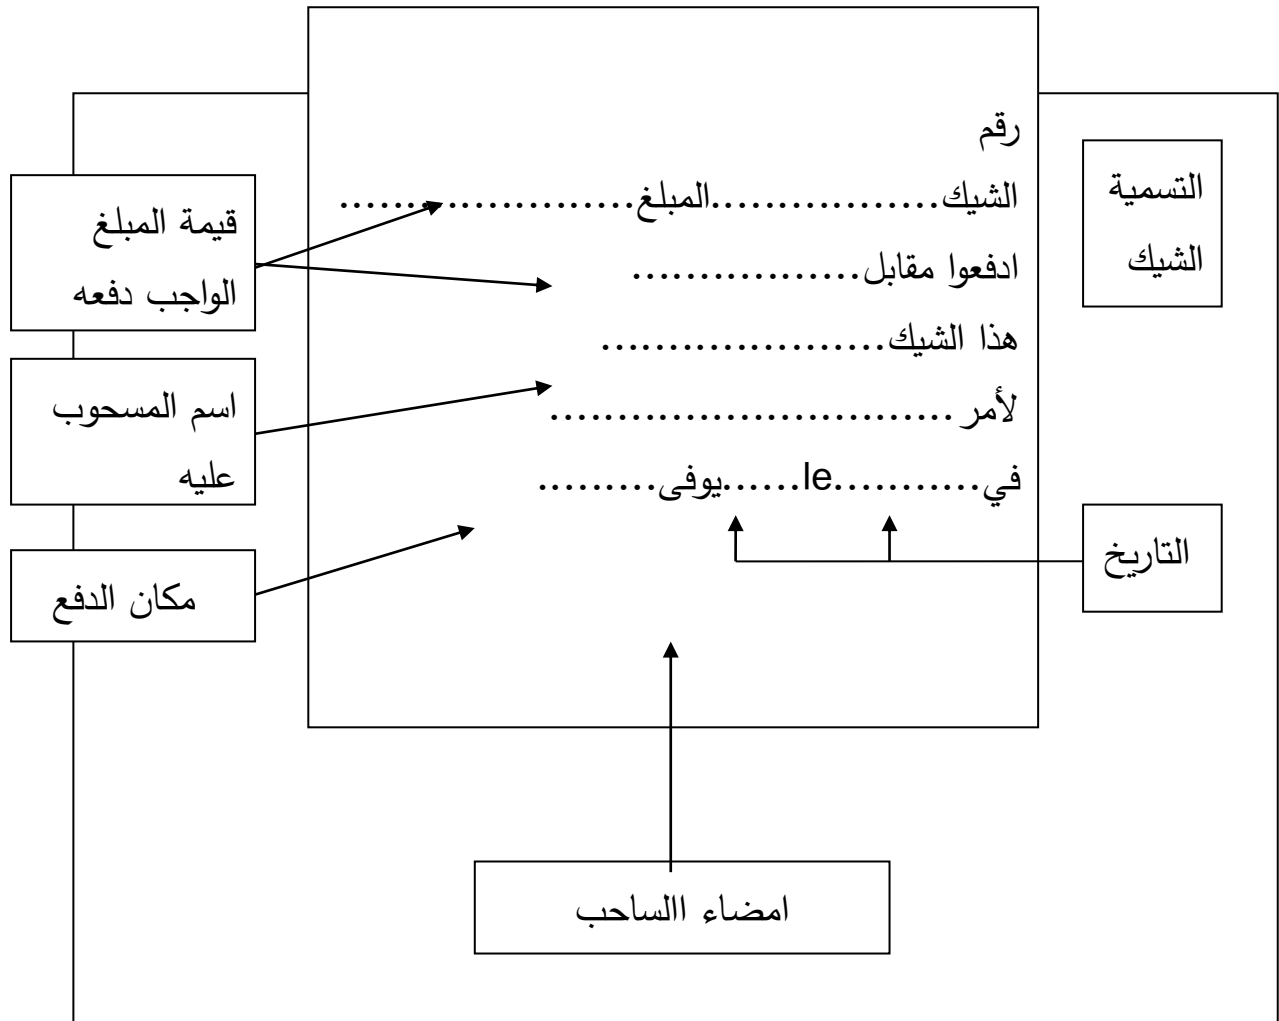 رقم
الشيك.................المبلغ......................
ادفعوا مقابل.................
هذا الشيك.....................
لأمر..............................
في...........le......يوفى.........
التسمية
الشيك
قيمة المبلغ
الواجب دفعه
اسم المسحوب
عليه
مكان الدفع
التاريخ
امضاء االساحب